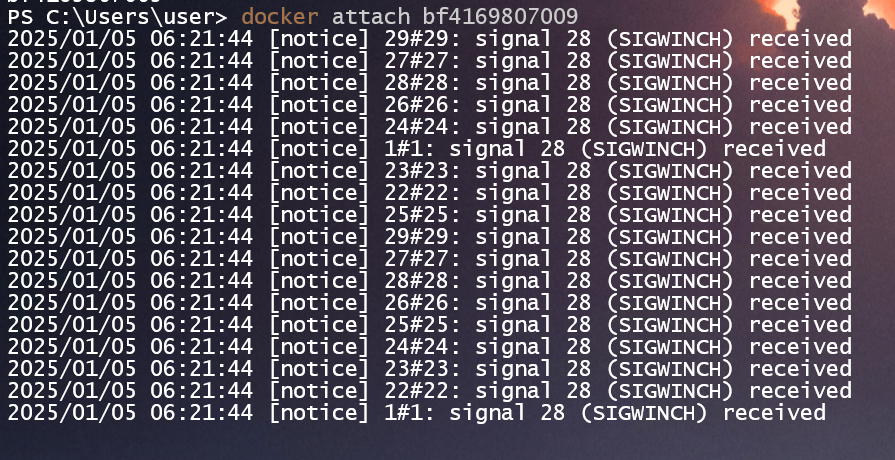 PS C:\Users\user> docker attach bf4169807009
2025/01/05 06:21:44 [notice] 29#29: signal 28 (SIGWINCH) received
2025/01/05 06:21:44 [notice] 27#27: signal 28 (SIGWINCH) received
2025/01/05 06:21:44 [notice] 28#28: signal 28 (SIGWINCH) received
2025/01/05 06:21:44 [notice] 26#26: signal 28 (SIGWINCH) received
2025/01/05 06:21:44 [notice] 24#24: signal 28 (SIGWINCH) received
2025/01/05 06:21:44 [notice] 1#1: signal 28 (SIGWINCH) received
2025/01/05 06:21:44 [notice] 23#23: signal 28 (SIGWINCH) received
2025/01/05 06:21:44 [notice] 22#22: signal 28 (SIGWINCH) received
2025/01/05 06:21:44 [notice] 25#25: signal 28 (SIGWINCH) received
2025/01/05 06:21:44 [notice] 29#29: signal 28 (SIGWINCH) received
2025/01/05 06:21:44 [notice] 27#27: signal 28 (SIGWINCH) received
2025/01/05 06:21:44 [notice] 28#28: signal 28 (SIGWINCH) received
2025/01/05 06:21:44 [notice] 26#26: signal 28 (SIGWINCH) received
2025/01/05 06:21:44 [notice] 25#25: signal 28 (SIGWINCH) received
2025/01/05 06:21:44 [notice] 24#24: signal 28 (SIGWINCH) received
2025/01/05 06:21:44 [notice] 23#23: signal 28 (SIGWINCH) received
2025/01/05 06:21:44 [notice] 22#22: signal 28 (SIGWINCH) received
2025/01/05 06:21:44 [notice] 1#1: signal 28 (SIGWINCH) received